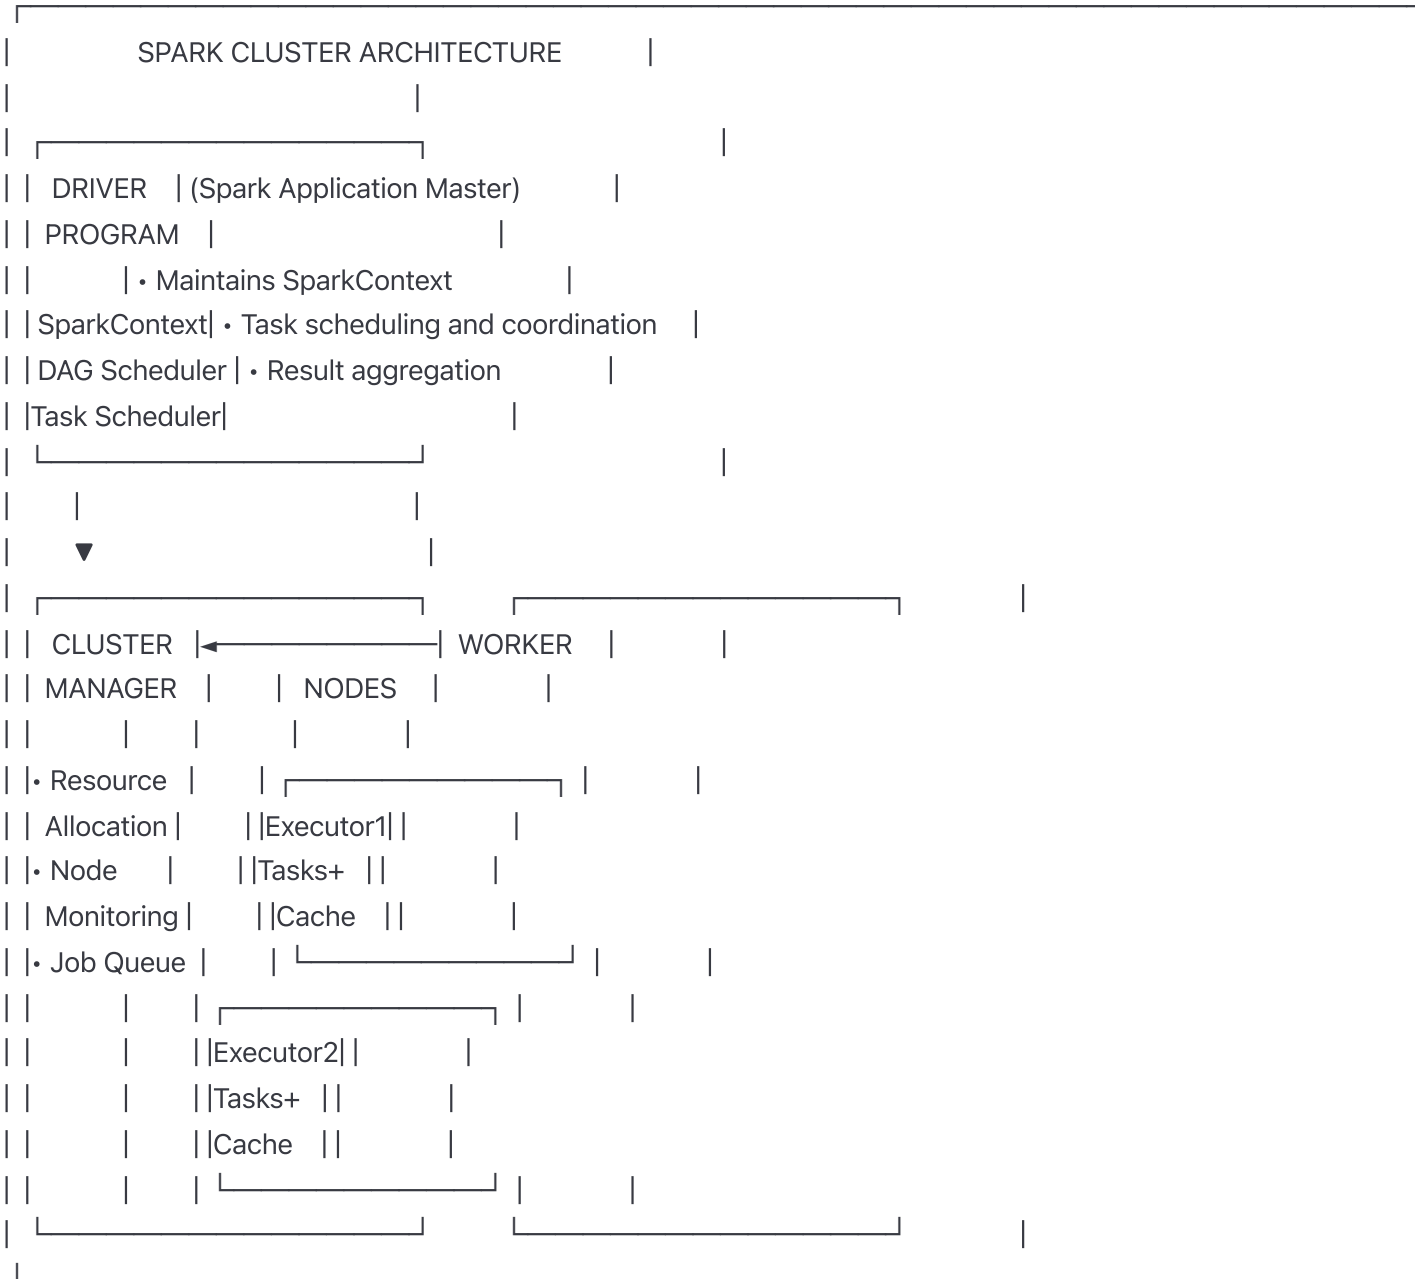 SPARK CLUSTER ARCHITECTURE
DRIVER (Spark Application Master)
PROGRAM
• Maintains SparkContext
SparkContext • Task scheduling and coordination
DAG Scheduler • Result aggregation
Task Scheduler
CLUSTER WORKER
MANAGER NODES
• Resource
Allocation Executor1
• Node Tasks+
Monitoring Cache
• Job Queue
Executor2
Tasks+
Cache